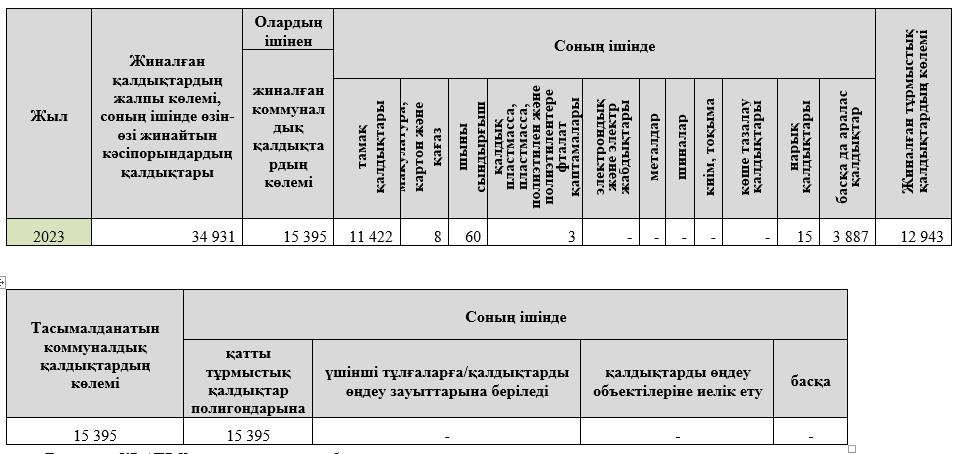 Жыл
Жиналған
қалдықтардың
жалпы көлемі,
соның ішінде өзін-
өзі жинайтын
кәсіпорындардың
қалдықтары
Олардың
ішінен
жиналған
коммунал
дық
қалдықта
рдың
көлемі
Соның ішінде
тамақ
қалдықтары
макулатура,
картон және
қағаз
шыны
сындырғыш
қалдық
пластмасса,
пластмасса,
полиэтилен және
полиэтилентере
фталат
қаптамалары
электрондық
және электр
жабдықтары
металдар
шиналар
киім, тоқыма
көше тазалау
қалдықтары
нарық
қалдықтары
басқа да аралас
қалдықтар
Жиналған тұрмыстық
қалдықтардың көлемі
2023 34 931 15 395 11 422 8 60 3 - - - - - 15 3 887 12 943
Тасымалданатын
коммуналдық
қалдықтардың
көлемі
Соның ішінде
қатты
тұрмыстық
қалдықтар
полигондарына
үшінші тұлғаларға/қалдықтарды
өңдеу зауыттарына беріледі
қалдықтарды өңдеу
объектілеріне иелік ету
басқа
15 395 15 395 - - -